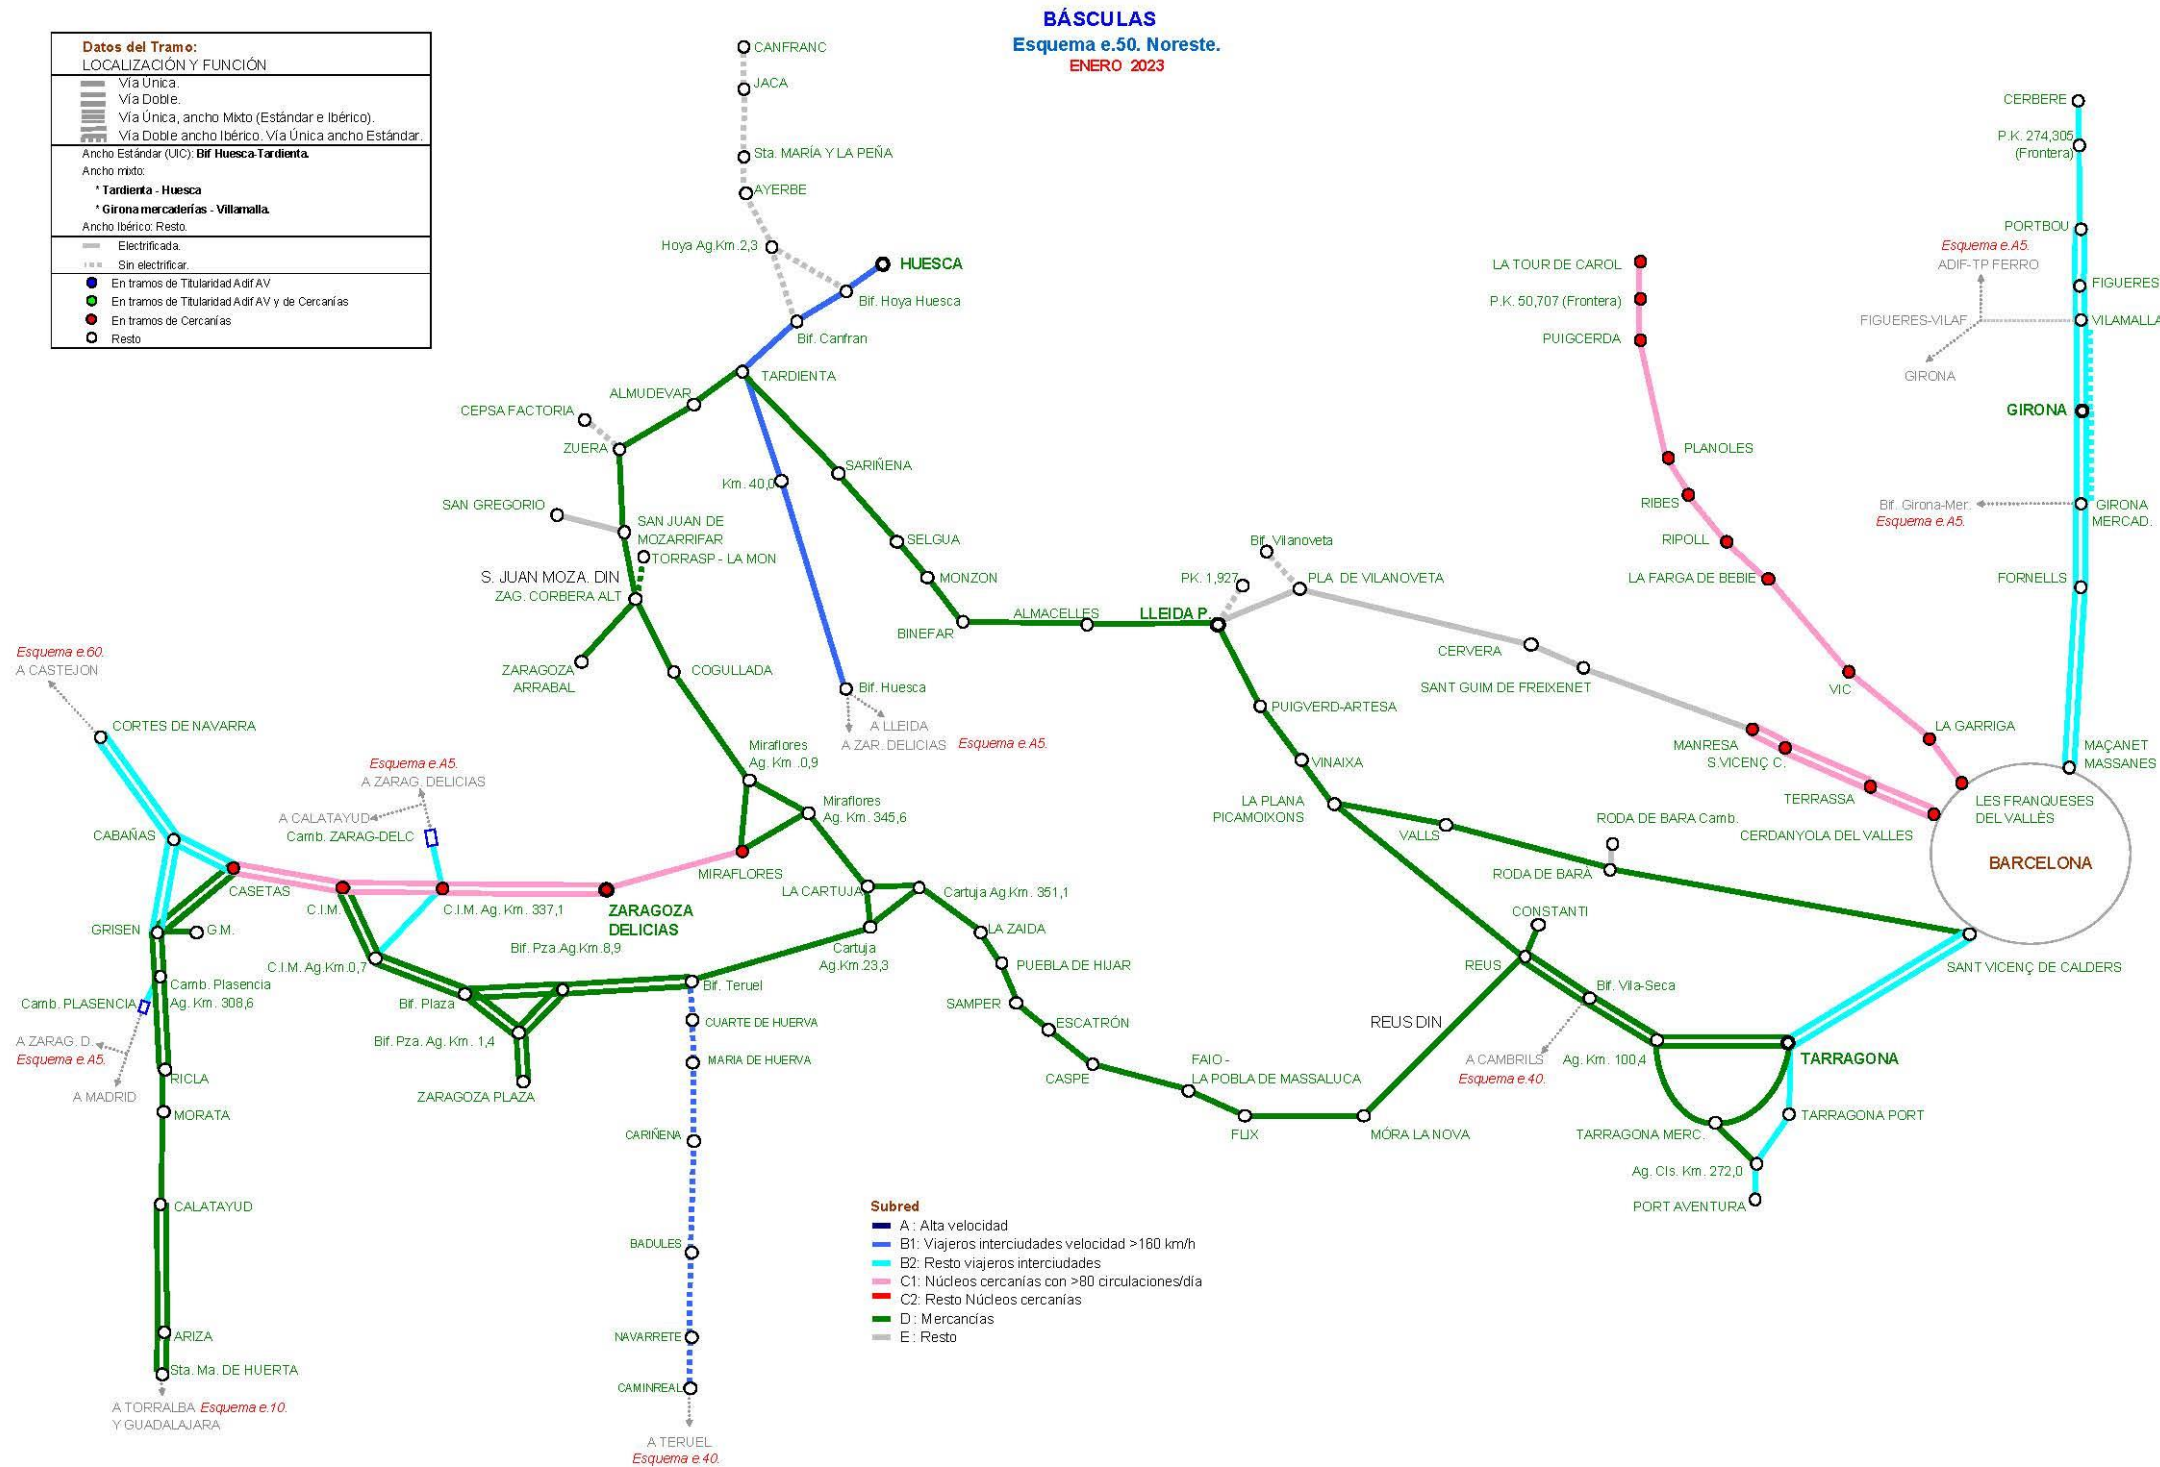 BÁSCULAS
Esquema e.50. Noreste.
ENERO 2023
Datos del Tramo:
LOCALIZACIÓN Y FUNCIÓN
Vía Única.
Vía Doble.
Vía Única, ancho Mixto (Estándar e Ibérico).
Vía Doble ancho Ibérico. Vía Única ancho Estándar.
Ancho Estándar (UIC): Bif Huesca-Tardienta.
Ancho mixto:
* Tardienta - Huesca
* Girona mercaderías - Villamalla.
Ancho Ibérico: Resto.
Electrificada.
Sin electrificar.
En tramos de Titularidad Adif AV
En tramos de Titularidad Adif AV y de Cercanías
En tramos de Cercanías
Resto
CANFRANC
JACA
Sta. MARÍA Y LA PEÑA
AYERBE
Hoya Ag.Km.2,3
HUESCA
Bif. Hoya Huesca
Bif. Canfran
TARDIENTA
ALMUDEVAR
CEPSA FACTORIA
ZUERA
SARIÑENA
Km. 40,0
SAN GREGORIO
SAN JUAN DE
MOZARRIFAR
TORRASP - LA MON
S. JUAN MOZA. DIN
ZAG. CORBERA ALT
SELGUA
MONZON
BINEFAR
ALMACELLES
LLEIDA P.
PK. 1,927
Bif. Vilanoveta
PLA DE VILANOVETA
CERVERA
SANT GUIM DE FREIXENET
MANRESA
S.VICENÇ C.
TERRASSA
CERDANYOLA DEL VALLES
LA TOUR DE CAROL
P.K. 50,707 (Frontera)
PUIGCERDA
PLANOLES
RIBES
RIPOLL
LA FARGA DE BEBIE
VIC
LA GARRIGA
LES FRANQUESES
DEL VALLÈS
CERBERE
P.K. 274,305
(Frontera)
PORTBOU
Esquema e.A5.
ADIF-TP FERRO
FIGUERES
FIGUERES-VILAF
VILAMALLA
GIRONA
GIRONA
Bif. Girona-Mer.
Esquema e.A5.
GIRONA
MERCAD.
FORNELLS
MAÇANET
MASSANES
BARCELONA
ZARAGOZA
ARRABAL
COGULLADA
Bif. Huesca
A LLEIDA
A ZAR. DELICIAS Esquema e.A5.
Esquema e.60.
A CASTEJON
CORTES DE NAVARRA
Esquema e.A5.
A ZARAG. DELICIAS
A CALATAYUD
Camb. ZARAG-DELC
CABAÑAS
CASETAS
C.I.M.
C.I.M. Ag. Km. 337,1
ZARAGOZA
DELICIAS
MIRAFLORES
Miraflores
Ag. Km .0,9
Miraflores
Ag. Km. 345,6
LA CARTUJA
Cartuja Ag.Km. 351,1
Cartuja
Ag.Km.23,3
GRISEN
G.M.
C.I.M. Ag.Km.0,7
Bif. Pza.Ag.Km.8,9
Bif. Plaza
Bif. Pza. Ag. Km. 1,4
ZARAGOZA PLAZA
Bif. Teruel
Camb. Plasencia
Ag. Km. 308,6
Camb. PLASENCIA
A ZARAG. D.
Esquema e.A5.
A MADRID
RICLA
MORATA
CALATAYUD
ARIZA
Sta. Ma. DE HUERTA
A TORRALBA Esquema e.10.
Y GUADALAJARA
CUARTE DE HUERVA
MARIA DE HUERVA
CARIÑENA
BADULES
NAVARRETE
CAMINREAL
A TERUEL
Esquema e.40.
LA ZAIDA
PUEBLA DE HIJAR
SAMPER
ESCATRÓN
CASPE
FAIO -
LA POBLA DE MASSALUCA
FLIX
MÓRA LA NOVA
REUS DIN
PUIGVERD-ARTESA
VINAIXA
LA PLANA
PICAMOIXONS
VALLS
RODA DE BARA Camb.
RODA DE BARA
CONSTANTI
REUS
Bif. Vila-Seca
A CAMBRILS
Esquema e.40.
Ag. Km. 100,4
SANT VICENÇ DE CALDERS
TARRAGONA
TARRAGONA PORT
TARRAGONA MERC.
Ag. Cls. Km. 272,0
PORT AVENTURA
Subred
A : Alta velocidad
B1: Viajeros interciudades velocidad >160 km/h
B2: Resto viajeros interciudades
C1: Núcleos cercanías con >80 circulaciones/día
C2: Resto Núcleos cercanías
D : Mercancías
E : Resto